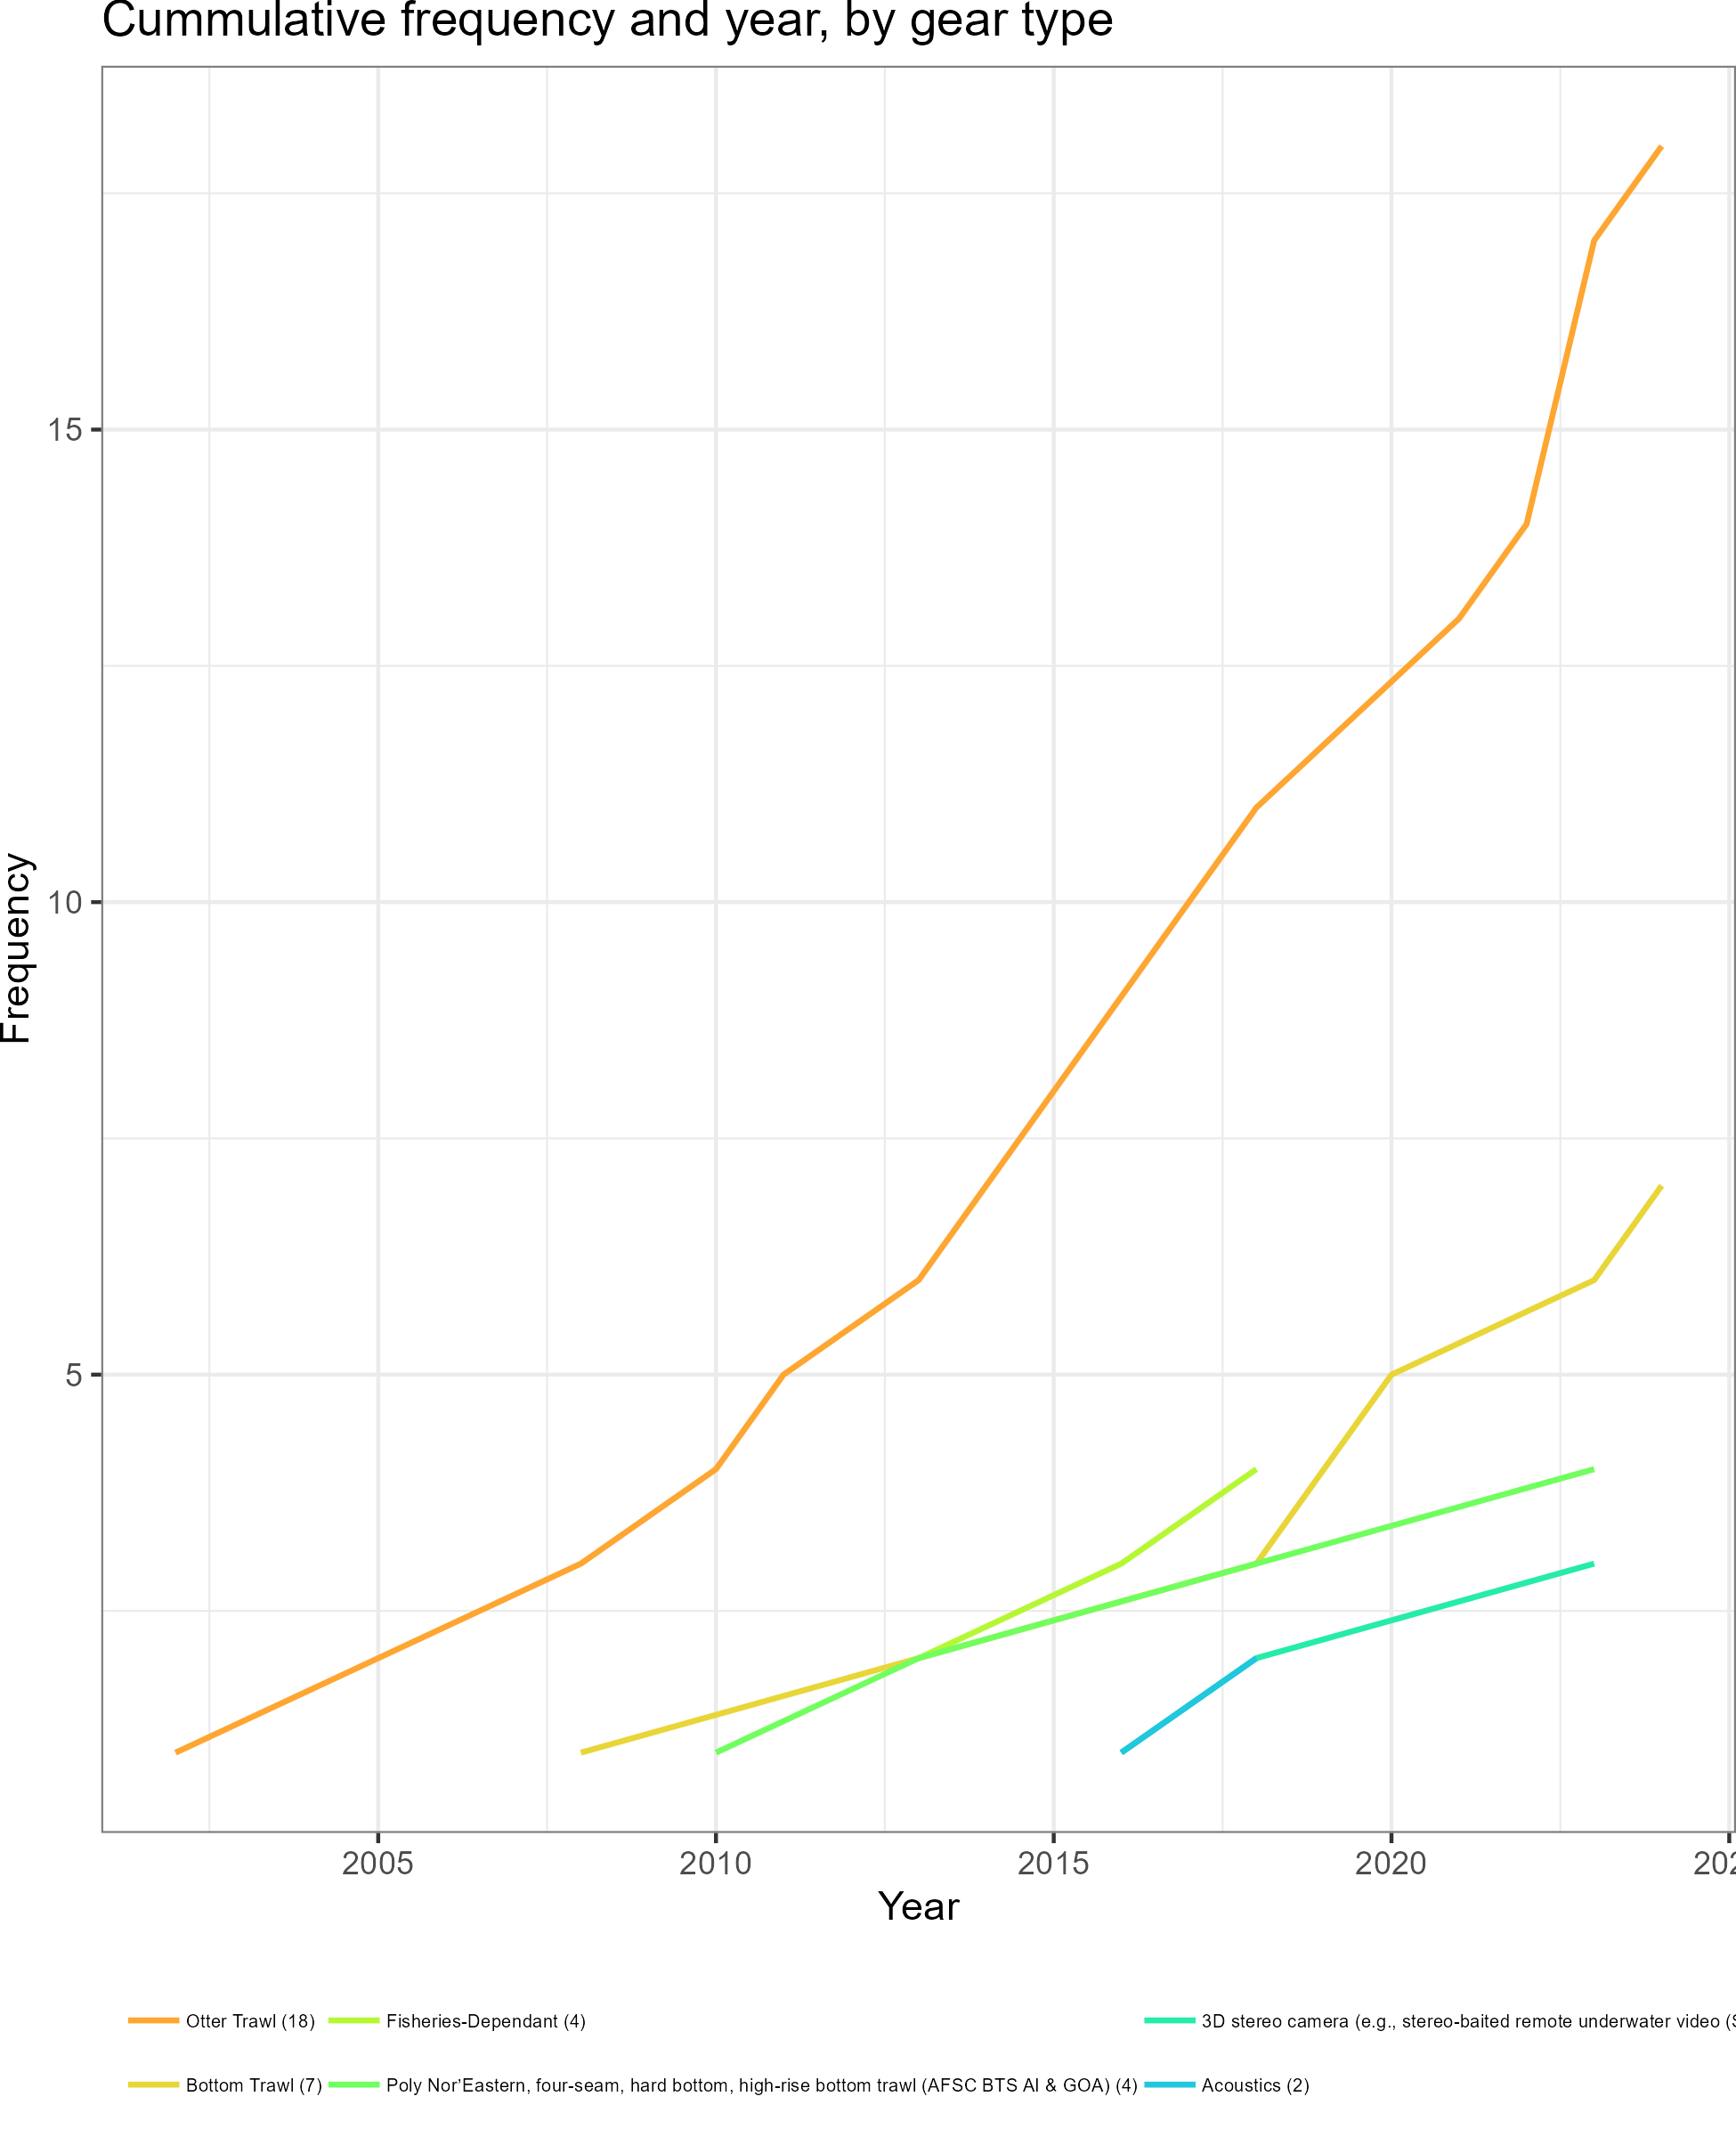 Cummulative frequency and year, by gear type
15
10
5
Frequency
2005 2010 2015 2020 202
Year
Otter Trawl (18) Fisheries-Dependant (4) 3D stereo camera (e.g., stereo-baited remote underwater video (
Bottom Trawl (7) Poly Nor'Eastern, four-seam, hard bottom, high-rise bottom trawl (AFSC BTS AI & GOA) (4) Acoustics (2)